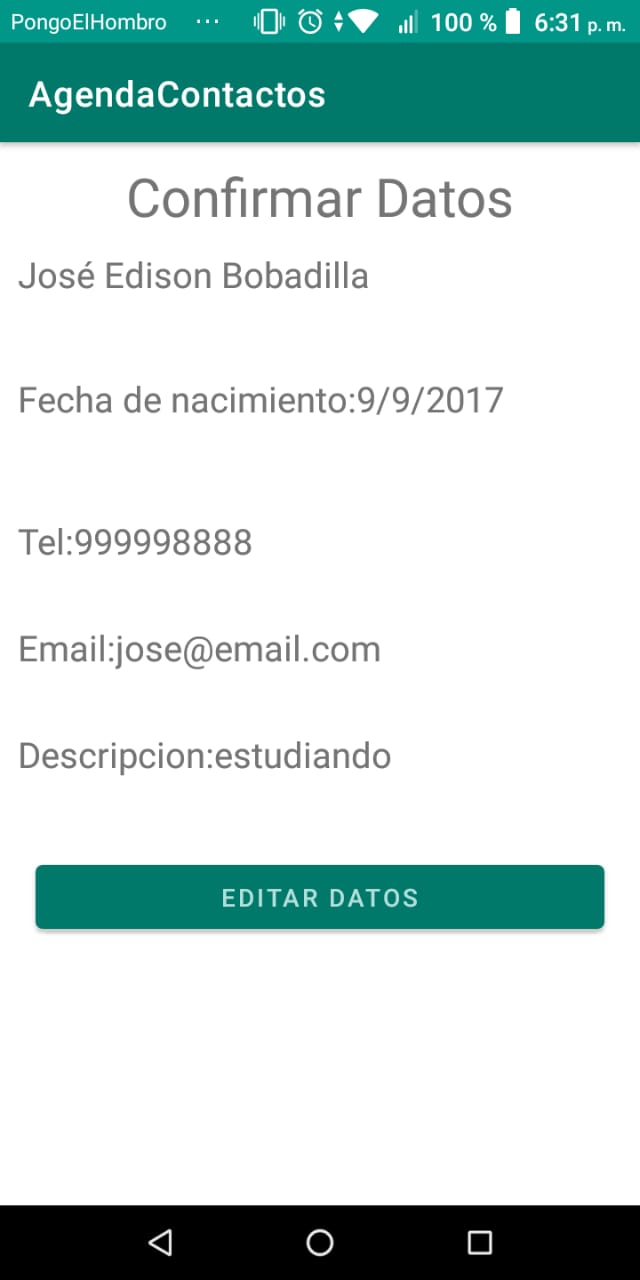 PongoElHombro ... 100 % 6:31 p. m.
AgendaContactos
Confirmar Datos
José Edison Bobadilla
Fecha de nacimiento:9/9/2017
Tel:999998888
Email:jose@email.com
Descripcion:estudiando
EDITAR DATOS